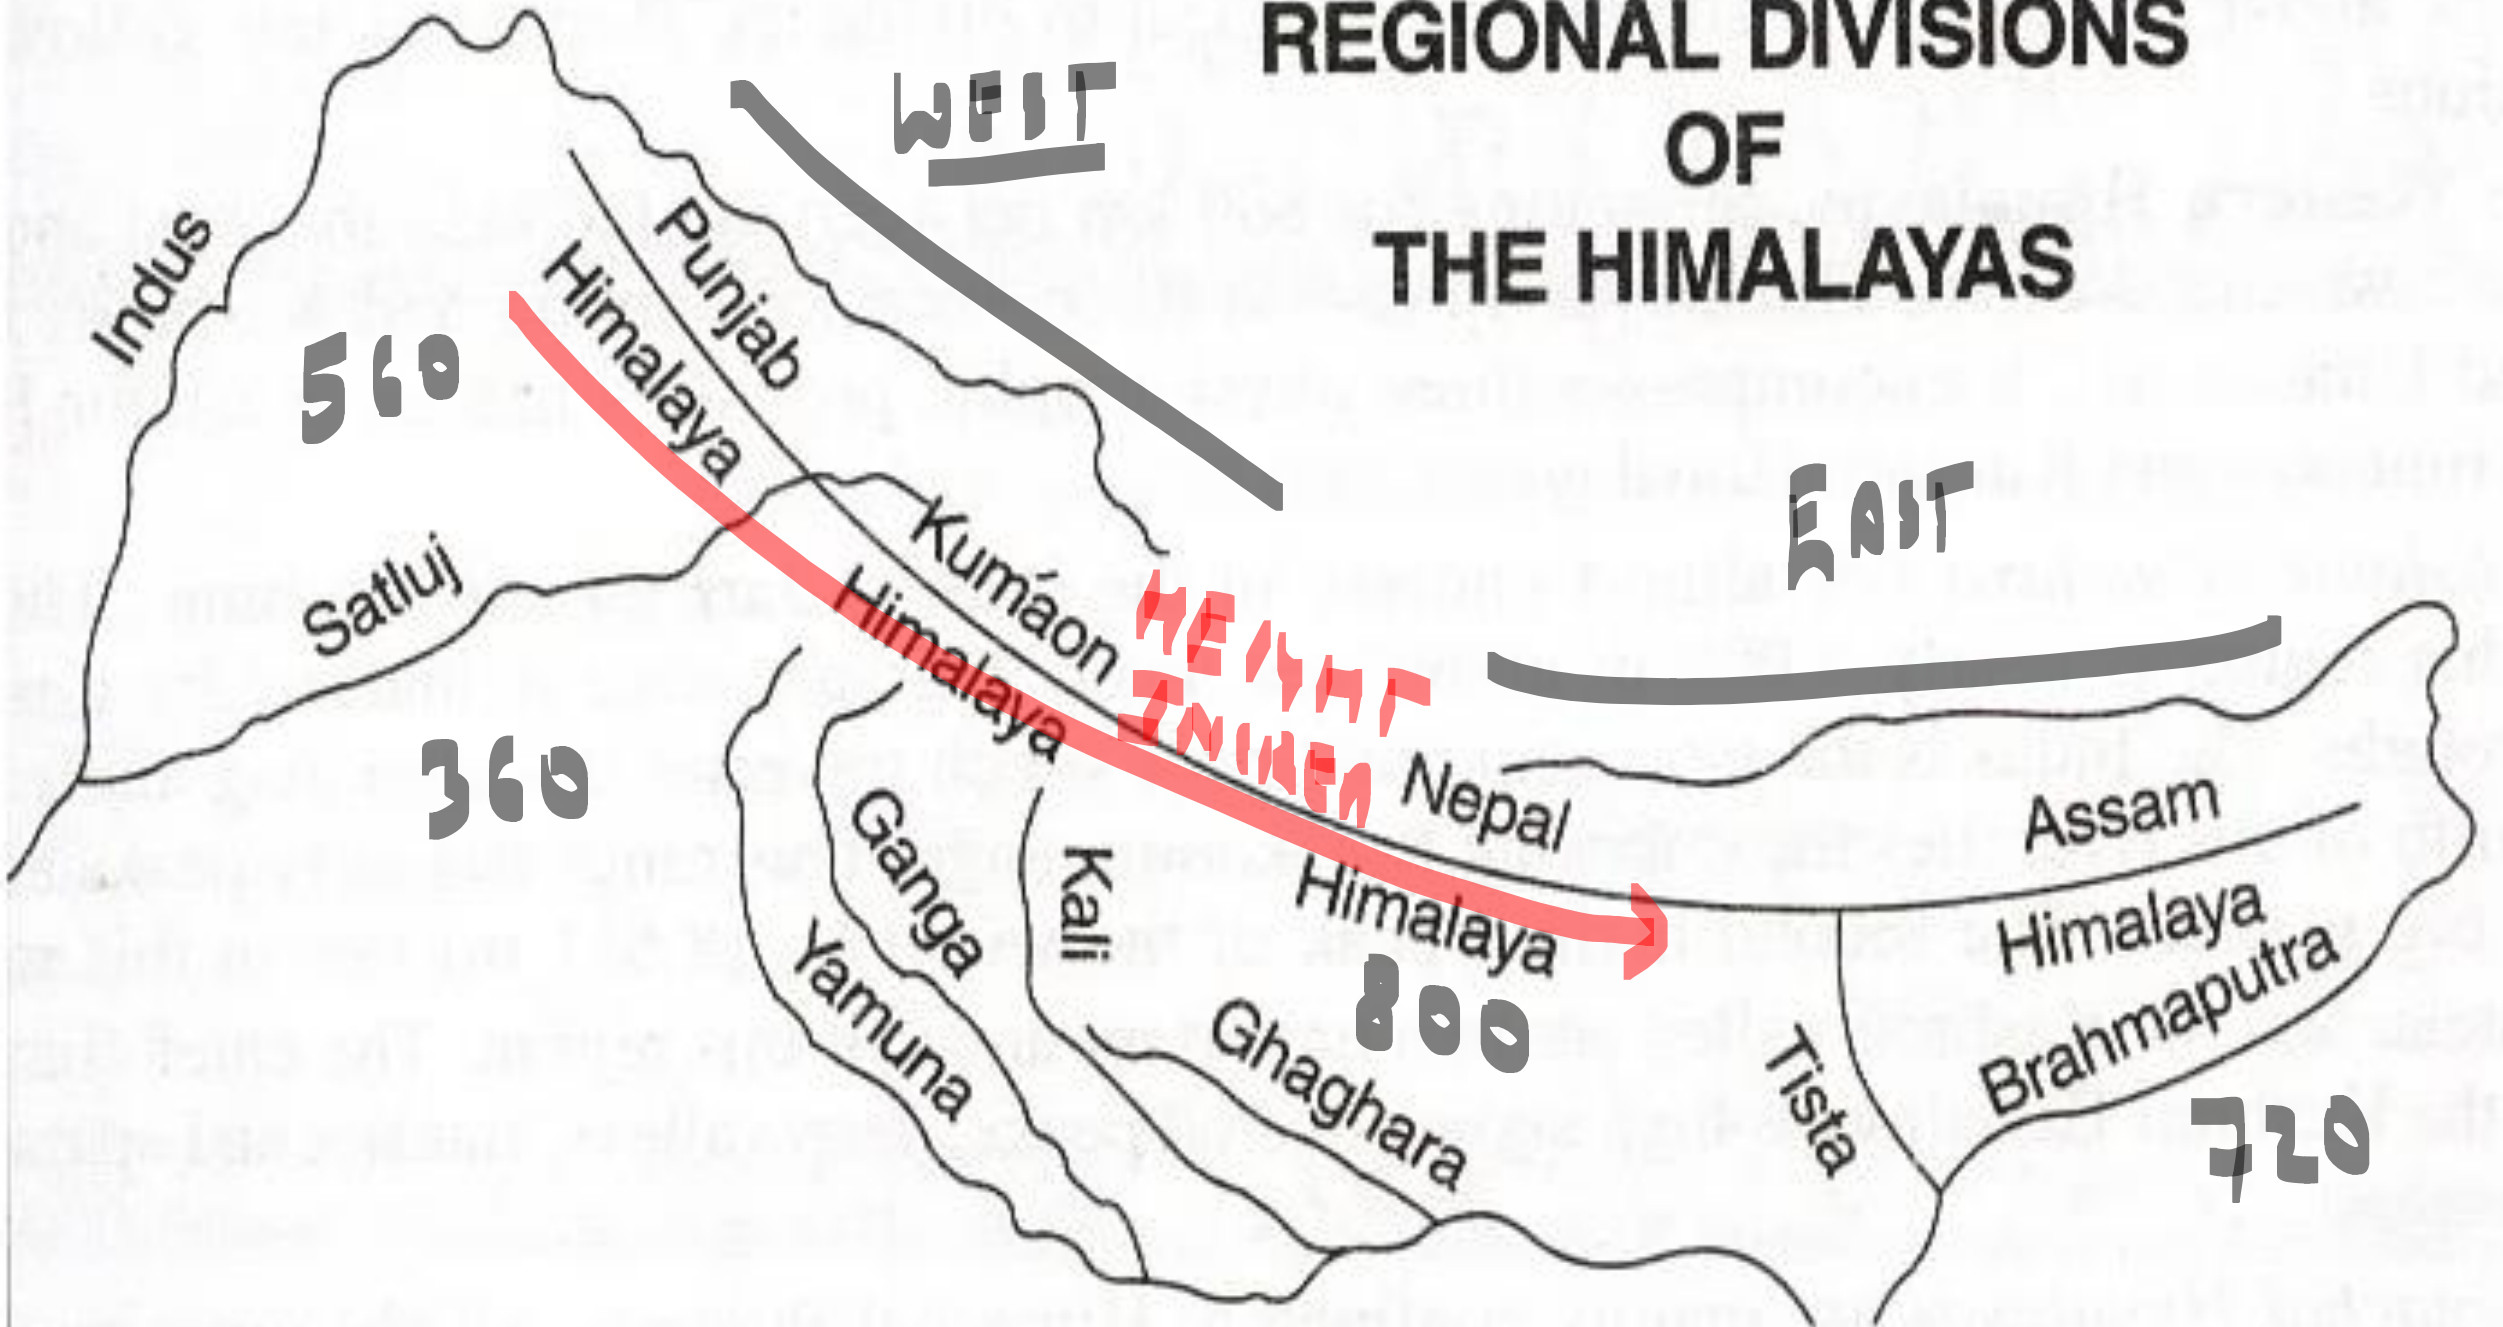 REGIONAL DIVISIONS
OF
THE HIMALAYAS
WEST
Indus
Punjab
Himalaya
560
Satluj
EAST
Kumáon
Himalaya
360
Nepal
Himalaya
800
Assam
Himalaya
Brahmaputra
720
Ganga
Kali
Yamuna
Ghaghara
Tista